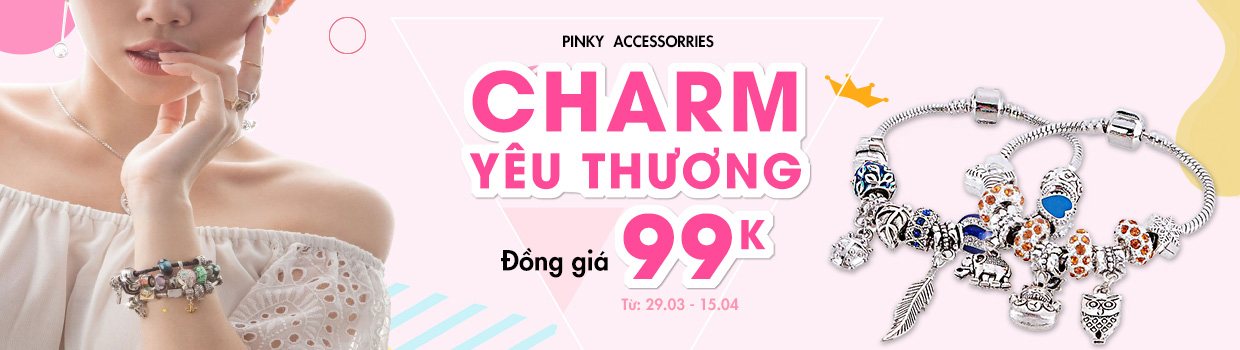 PINKY ACCESSORRIES
CHARM
YÊU THƯƠNG
Đồng giá 99K
Từ: 29.03 - 15.04